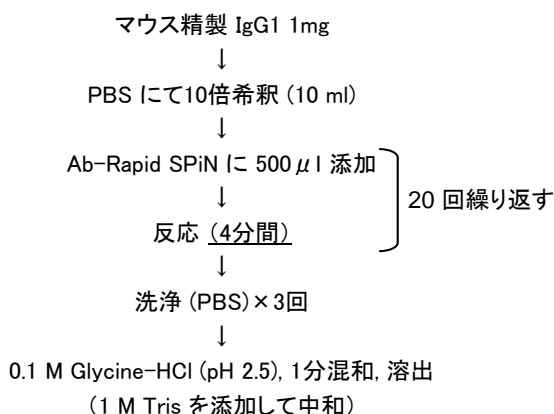 マウス精製 IgG1 1mg
↓
PBS にて10倍希釈 (10 ml)
↓
Ab-Rapid SPiN に 500μl 添加
↓
20 回繰り返す
反応 (4分間)
↓
洗浄 (PBS)×3回
↓
0.1 M Glycine-HCl (pH 2.5), 1分混和, 溶出
(1 M Tris を添加して中和)